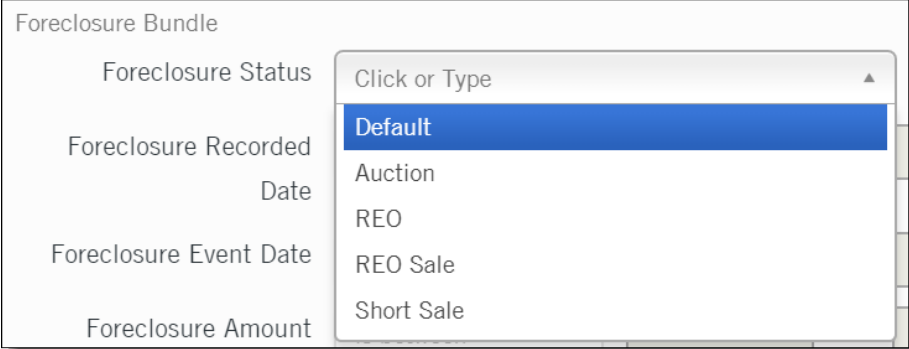 Foreclosure Bundle
Foreclosure Status
Click or Type
Default
Foreclosure Recorded
Date
Auction
REO
Foreclosure Event Date
REO Sale
Short Sale
Foreclosure Amount